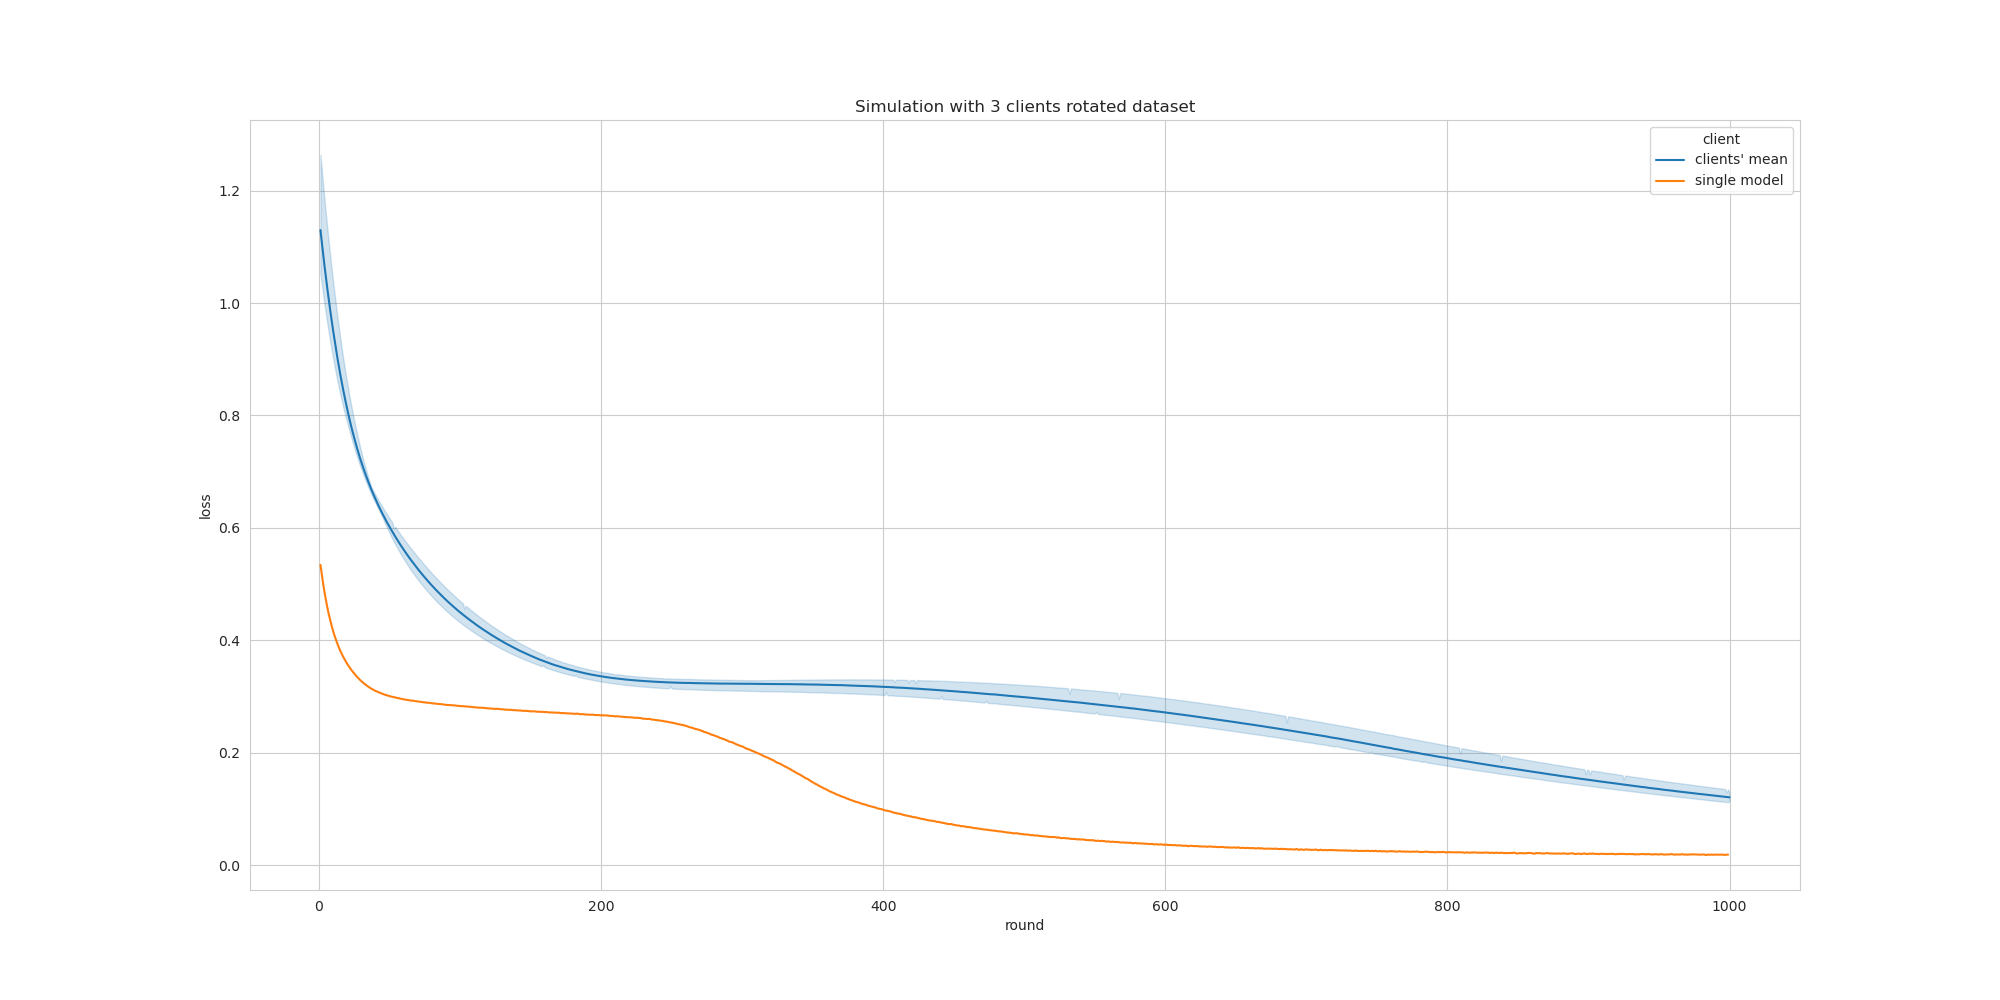 Simulation with 3 clients rotated dataset
client
clients' mean
single model
loss
1.2
1.0
0.8
0.6
0.4
0.2
0.0
0 200 400 600 800 1000
round